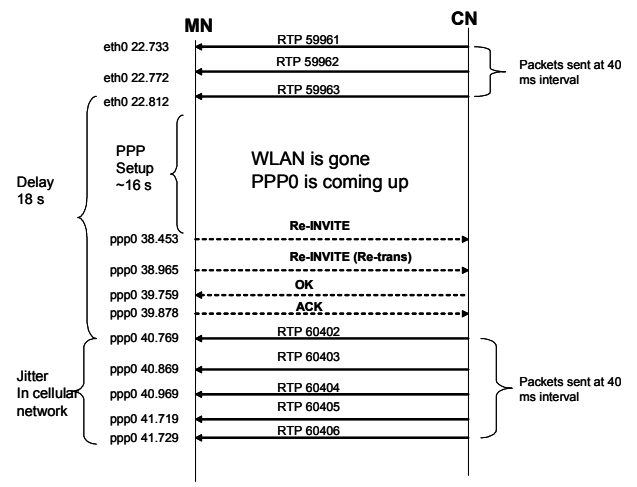 MN
CN
eth0 22.733
RTP 59961
eth0 22.772
RTP 59962
Packets sent at 40
ms interval
eth0 22.812
RTP 59963
Delay
18 s
PPP
Setup
~16 s
WLAN is gone
PPP0 is coming up
ppp0 38.453
Re-INVITE
ppp0 38.965
Re-INVITE (Re-trans)
ppp0 39.759
OK
ppp0 39.878
ACK
ppp0 40.769
RTP 60402
ppp0 40.869
RTP 60403
Jitter
In cellular
network
ppp0 40.969
RTP 60404
Packets sent at 40
ms interval
ppp0 41.719
RTP 60405
ppp0 41.729
RTP 60406